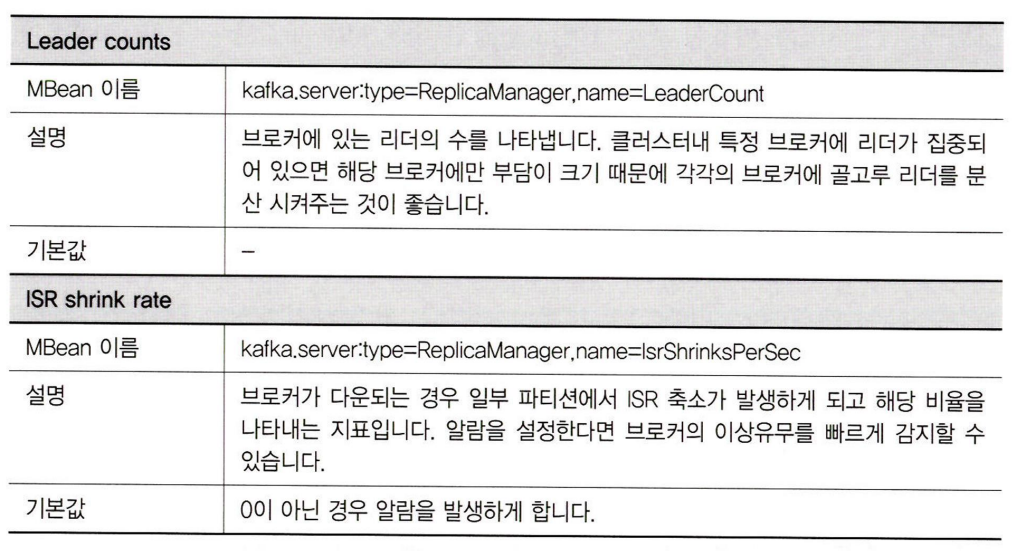 Leader counts
MBean 이름 kafka.server:type=ReplicaManager,name=LeaderCount
설명 브로커에 있는 리더의 수를 나타냅니다. 클러스터내 특정 브로커에 리더가 집중되
어 있으면 해당 브로커에만 부담이 크기 때문에 각각의 브로커에 골고루 리더를 분
산 시켜주는 것이 좋습니다.
기본값 –
ISR shrink rate
MBean 이름 kafka.server:type=ReplicaManager,name=IsrShrinksPerSec
설명 브로커가 다운되는 경우 일부 파티션에서 ISR 축소가 발생하게 되고 해당 비율을
나타내는 지표입니다. 알람을 설정한다면 브로커의 이상유무를 빠르게 감지할 수
있습니다.
기본값 0이 아닌 경우 알람을 발생하게 합니다.